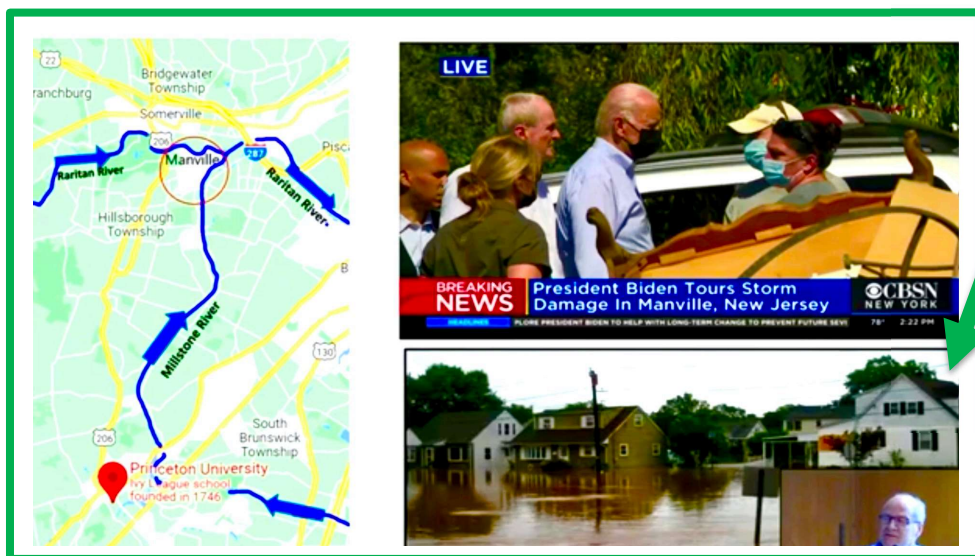 22
Bridgewater
Township
ranchburg
Somerville
206
Manville
287
Pisca
Raritan River
Raritan River
Hillsborough
Township
B
Millstone River
130
South
Brunswick
Township
206
Princeton University
Ivy League school
founded in 1746
LIVE
BREAKING
NEWS
President Biden Tours Storm
Damage In Manville, New Jersey
CBSN
NEW YORK
HEADLINES
PLORE PRESIDENT BIDEN TO HELP WITH LONG-TERM CHANGE TO PREVENT FUTURE SEVE
78°
2:22 PM